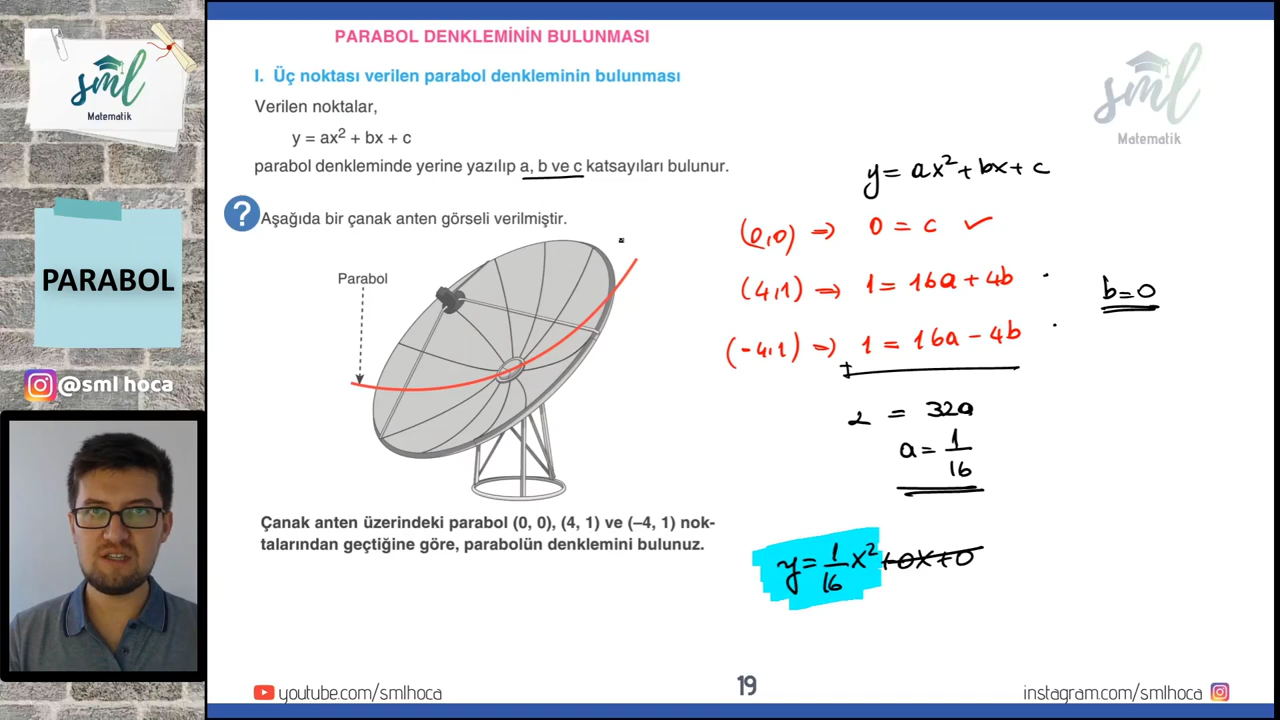 sml
Matematik
PARABOL
@sml hoca
PARABOL DENKLEMİNİN BULUNMASI
I. Üç noktası verilen parabol denkleminin bulunması
Verilen noktalar,
y = ax² + bx + c
parabol denkleminde yerine yazılıp a, b ve c katsayıları bulunur.
? Aşağıda bir çanak anten görseli verilmiştir.
Parabol
Çanak anten üzerindeki parabol (0, 0), (4, 1) ve (–4, 1) nok-
talarından geçtiğine göre, parabolün denklemini bulunuz.
sml
Matematik
y = ax² + bx + c
(0,0) ⇒ 0 = c ✓
(4,1) ⇒ 1 = 16a + 4b
b=0
(-4,1) ⇒ 1 = 16a - 4b
+
2 = 32a
a = 1/16
y = 1/16 x² +0x+0
youtube.com/smlhoca
19
instagram.com/smlhoca